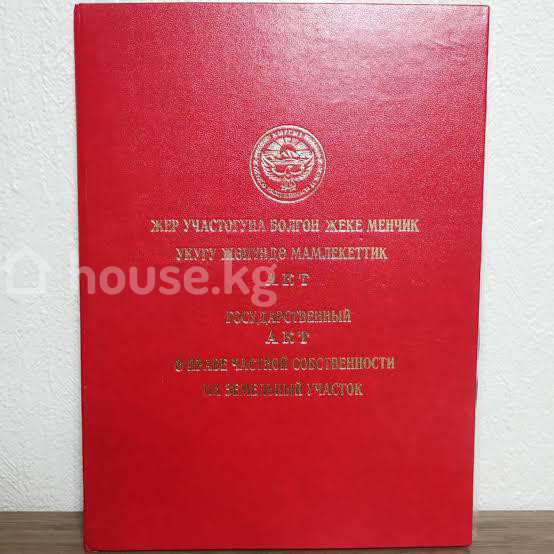 ЖЕР УЧАСТОГУНА БОЛГОН ЖЕКЕ МЕНЧИК
УКУГУ ЖӨНҮНДӨ МАМЛЕКЕТТИК
АКТ
house.kg
ГОСУДАРСТВЕННЫЙ
АКТ
О ПРАВЕ ЧАСТНОЙ СОБСТВЕННОСТИ
НА ЗЕМЕЛЬНЫЙ УЧАСТОК